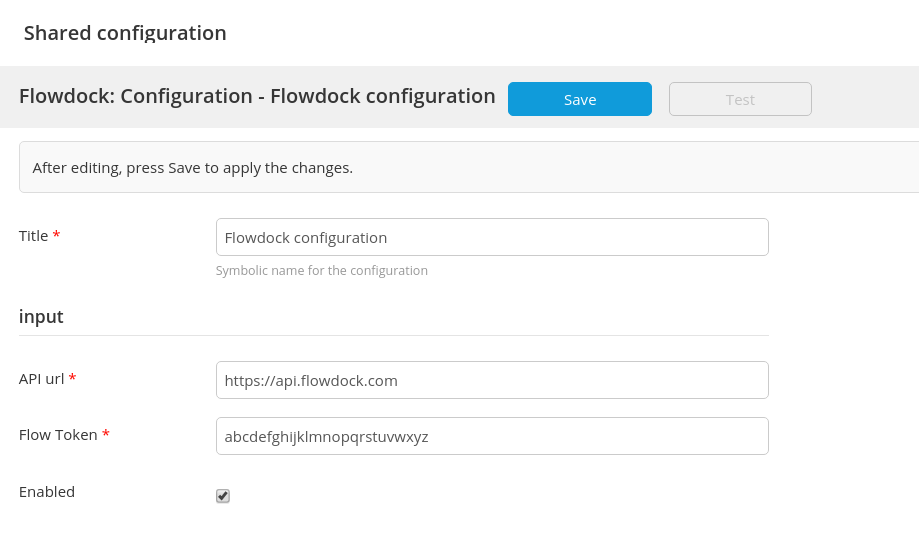 Shared configuration
Flowdock: Configuration - Flowdock configuration Save Test
After editing, press Save to apply the changes.
Title * Flowdock configuration
Symbolic name for the configuration
input
API url * https://api.flowdock.com
Flow Token * abcdefghijklmnopqrstuvwxyz
Enabled